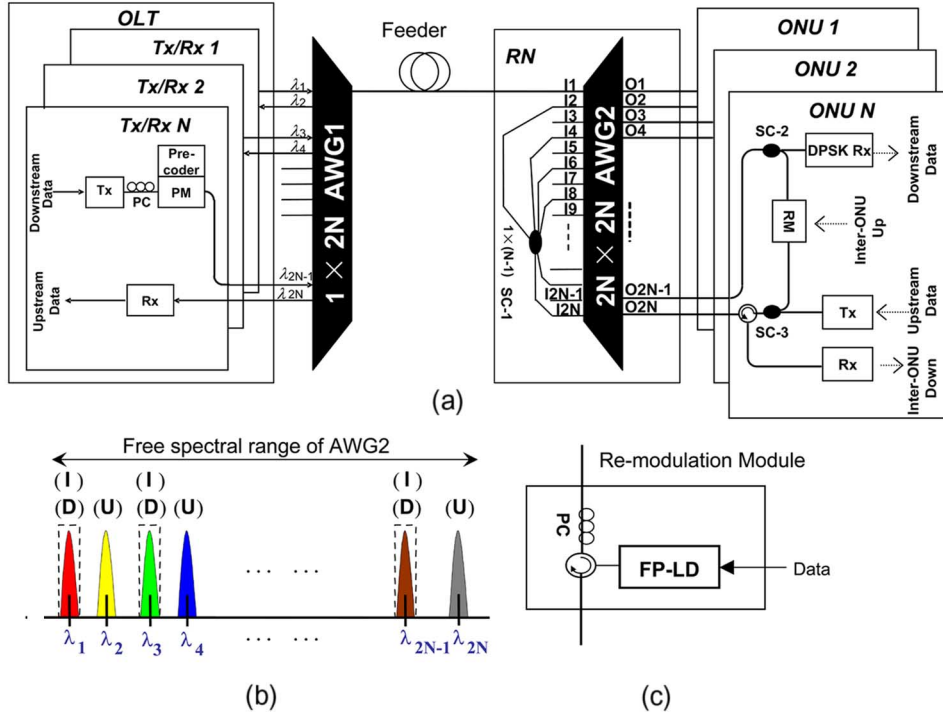 OLT
Tx/Rx 1
Tx/Rx 2
Tx/Rx N
Downstream Data
Tx
PC
Pre-coder
PM
Upstream Data
Rx
λ1
λ2
λ3
λ4
λ2N-1
λ2N
1 × 2N AWG1
Feeder
RN
I1
I2
I3
I4
I5
I6
I7
I8
I9
I2N-1
I2N
1×(N-1) SC-1
2N × 2N AWG2
O1
O2
O3
O4
O2N-1
O2N
ONU 1
ONU 2
ONU N
SC-2
DPSK Rx
Downstream Data
RM
Inter-ONU Up
SC-3
Tx
Upstream Data
Rx
Inter-ONU Down
(a)
Free spectral range of AWG2
(I) (I)
(D) (U) (D) (U) (D) (U)
... ...
λ1 λ2 λ3 λ4 ... ... λ2N-1 λ2N
(b)
Re-modulation Module
PC
FP-LD
Data
(c)